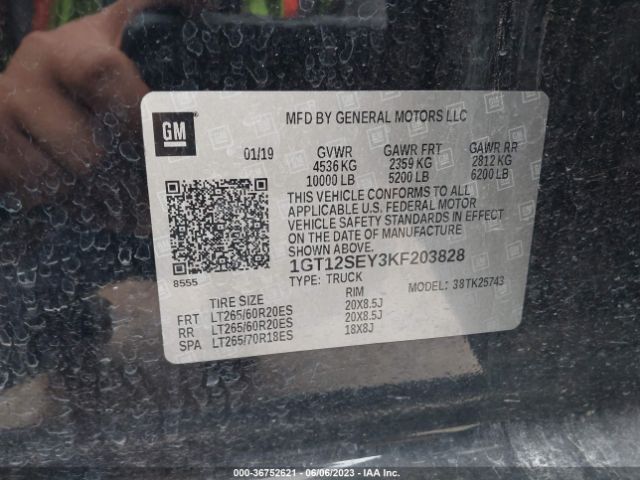 GM
MFD BY GENERAL MOTORS LLC
01/19 GVWR GAWR FRT GAWR RR
4536 KG 2359 KG 2812 KG
10000 LB 5200 LB 6200 LB
THIS VEHICLE CONFORMS TO ALL
APPLICABLE U.S. FEDERAL MOTOR
VEHICLE SAFETY STANDARDS IN EFFECT
ON THE DATE OF MANUFACTURE
SHOWN ABOVE.
8555 1GT12SEY3KF203828
TYPE: TRUCK MODEL: 38TK25743
TIRE SIZE RIM
FRT LT265/60R20ES 20X8.5J
RR LT265/60R20ES 20X8.5J
SPA LT265/70R18ES 18X8J
000-36752621 - 06/06/2023 - © IAA Inc.